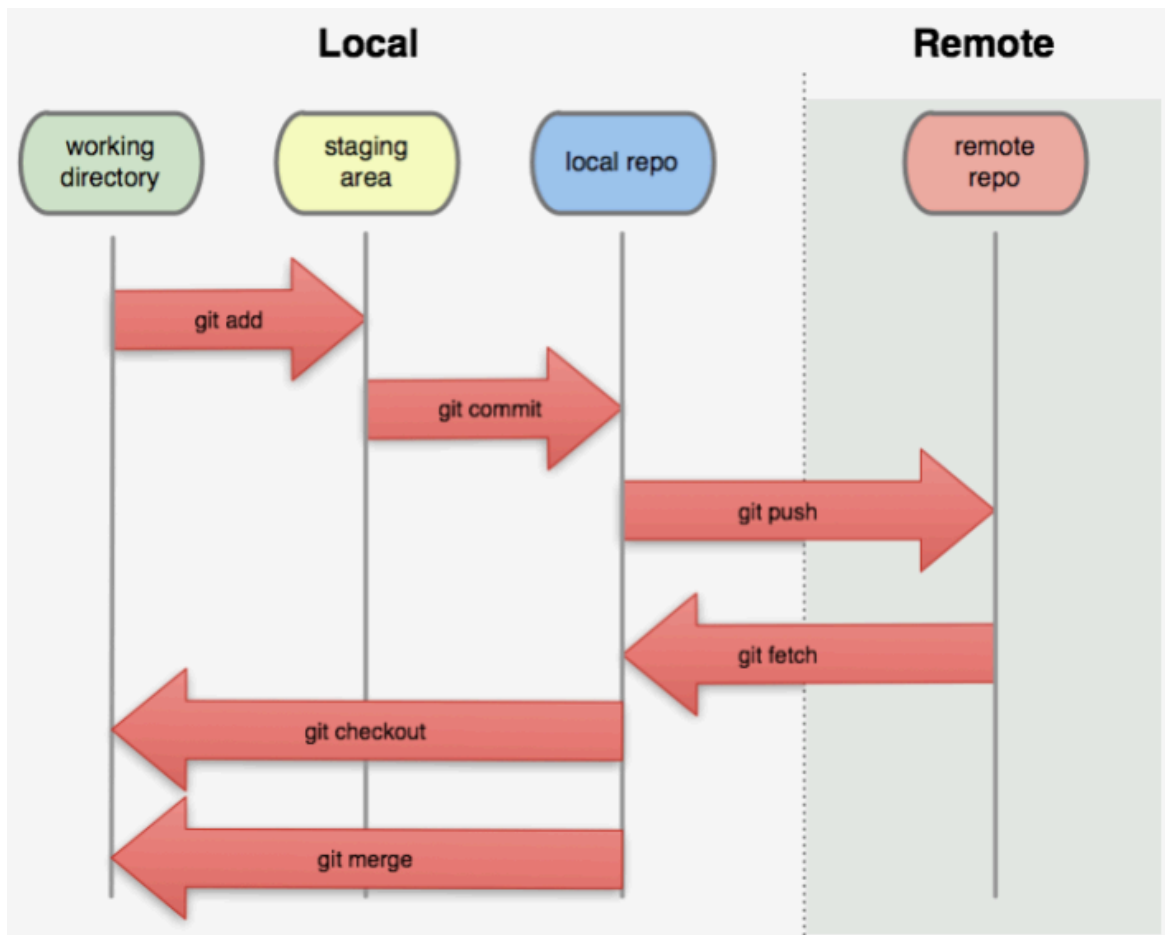 Local
Remote
working
directory
staging
area
local repo
remote
repo
git add
git commit
git push
git fetch
git checkout
git merge